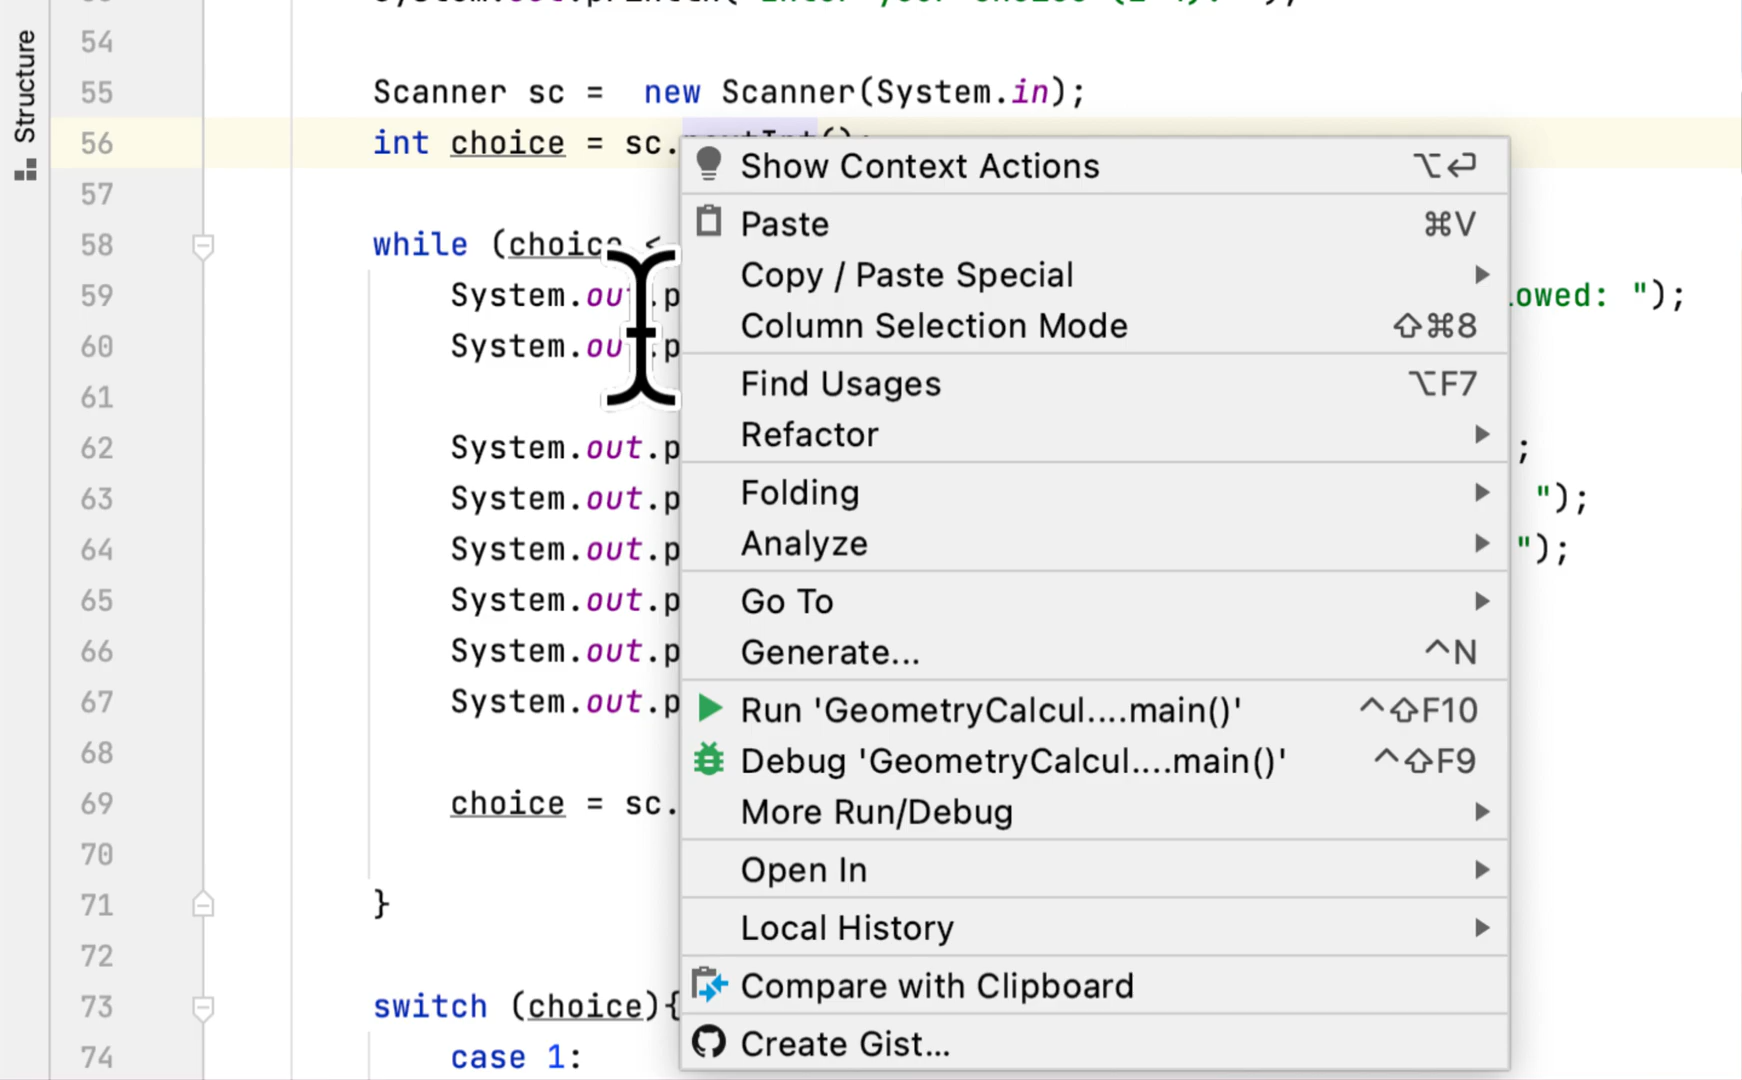 Structure
54
55 Scanner sc =  new Scanner(System.in);
56 int choice = sc.nextInt();
57
58 while (choice <
59 System.out.p lowed: ");
60 System.out.p
61
62 System.out.p ;
63 System.out.p ");
64 System.out.p ");
65 System.out.p
66 System.out.p
67 System.out.p
68
69 choice = sc.
70
71 }
72
73 switch (choice){
74 case 1:
Show Context Actions ⌥⏎
Paste ⌘V
Copy / Paste Special
Column Selection Mode ⇧⌘8
Find Usages ⌥F7
Refactor
Folding
Analyze
Go To
Generate... ^N
Run 'GeometryCalcul....main()' ^⇧F10
Debug 'GeometryCalcul....main()' ^⇧F9
More Run/Debug
Open In
Local History
Compare with Clipboard
Create Gist...